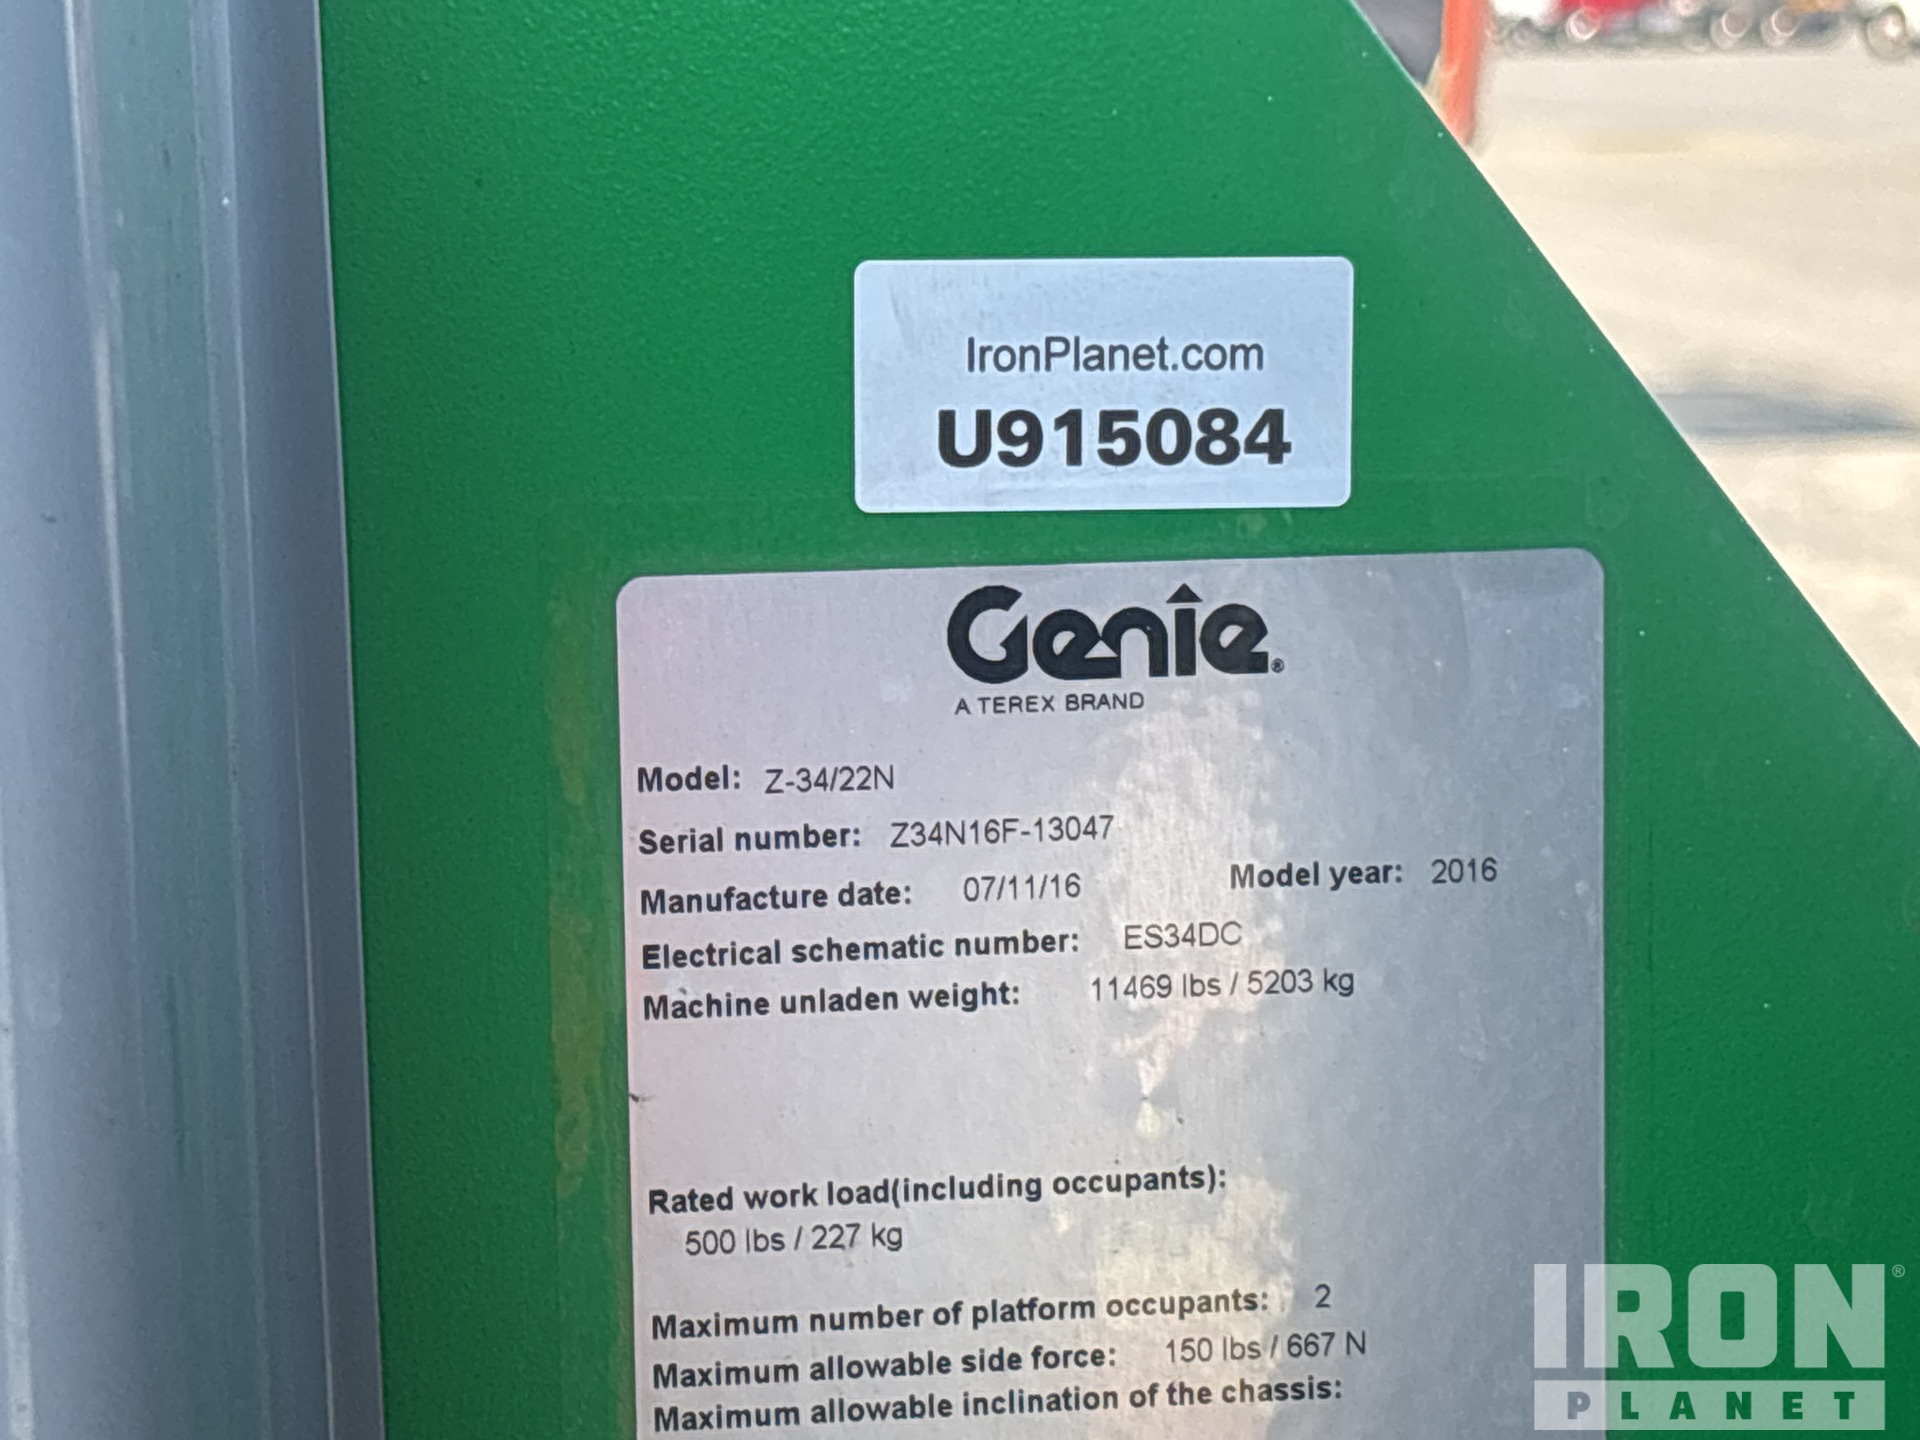 IronPlanet.com
U915084
Genie®
A TEREX BRAND
Model: Z-34/22N
Serial number: Z34N16F-13047
Manufacture date: 07/11/16 Model year: 2016
Electrical schematic number: ES34DC
Machine unladen weight: 11469 lbs / 5203 kg
Rated work load(including occupants):
500 lbs / 227 kg
Maximum number of platform occupants: 2
Maximum allowable side force: 150 lbs / 667 N
Maximum allowable inclination of the chassis:
IRON®
PLANET